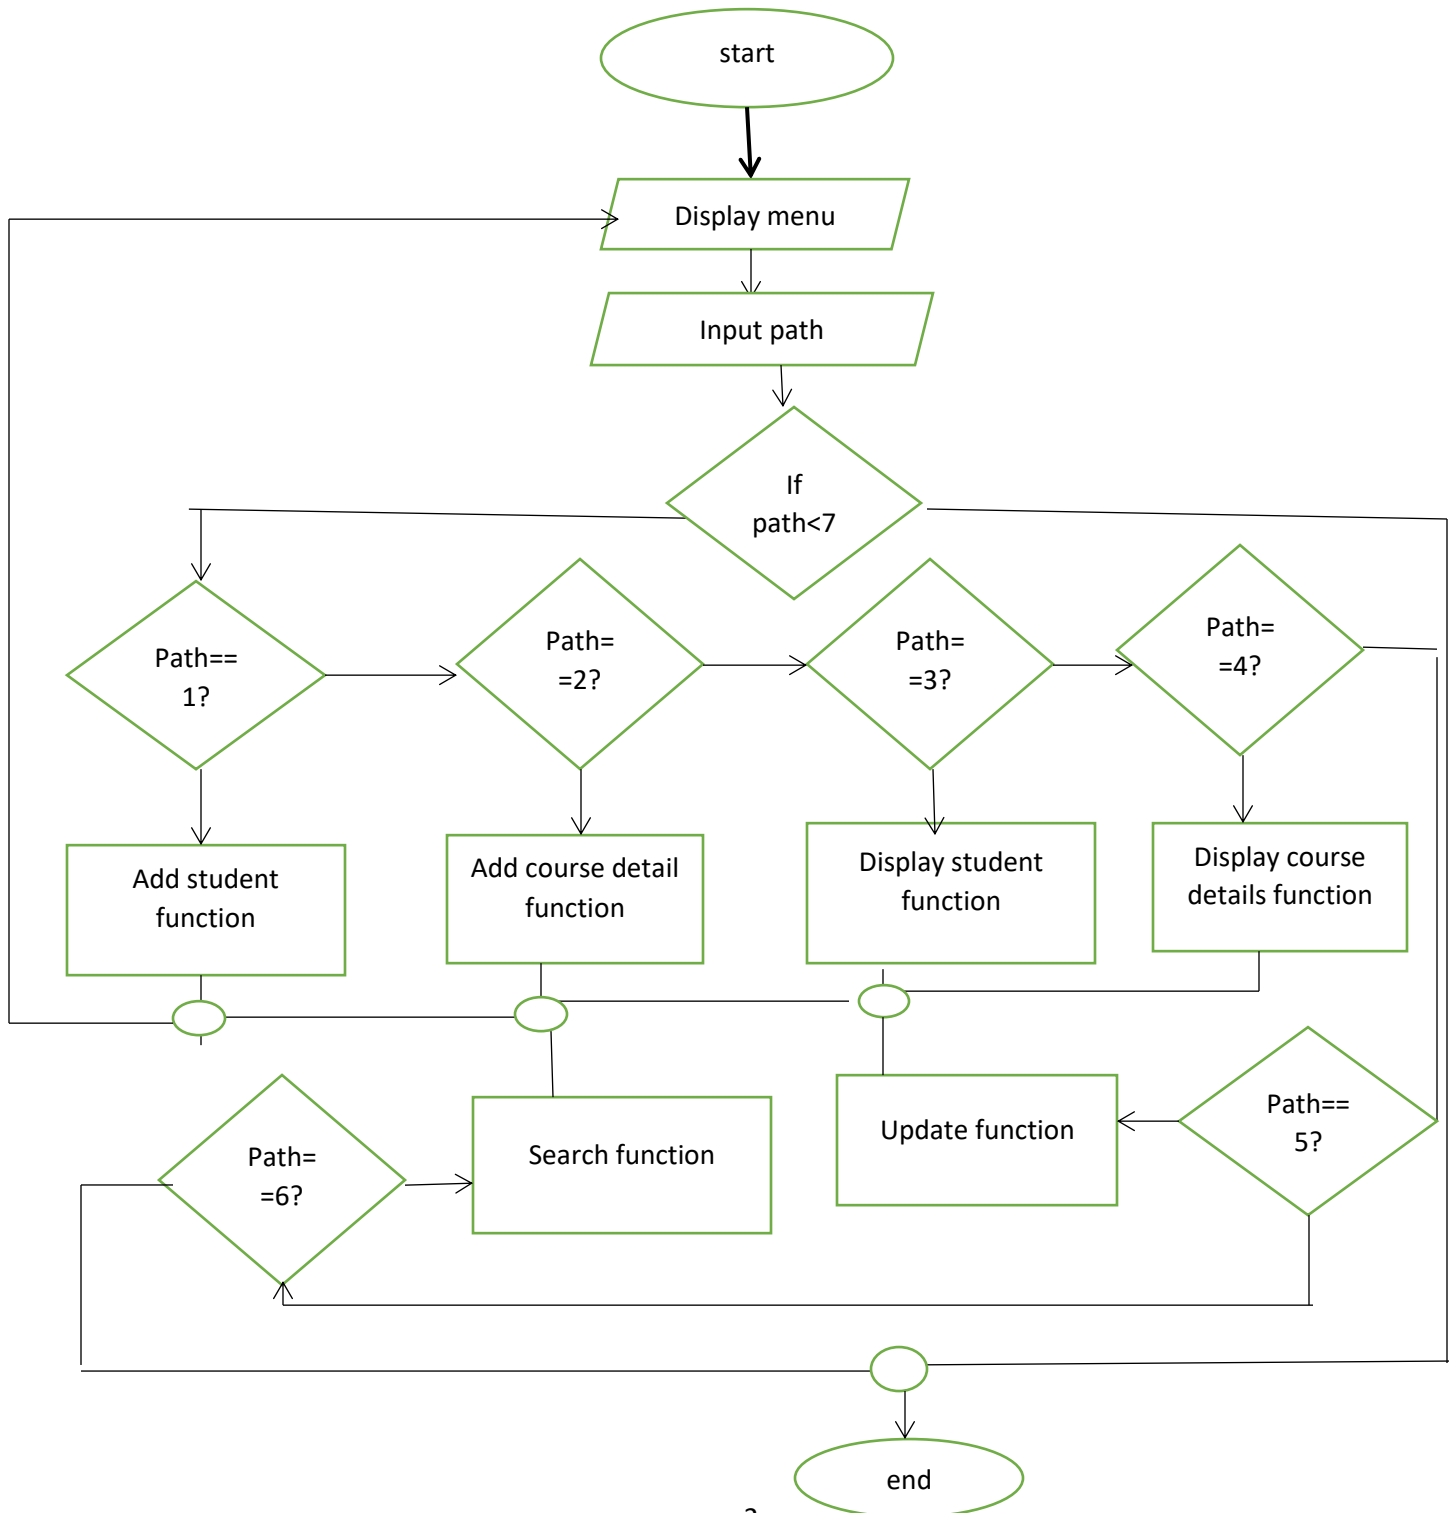 start
Display menu
Input path
If
path<7
Path==
1?
Path=
=2?
Path=
=3?
Path=
=4?
Add student
function
Add course detail
function
Display student
function
Display course
details function
Path=
=6?
Search function
Update function
Path==
5?
end